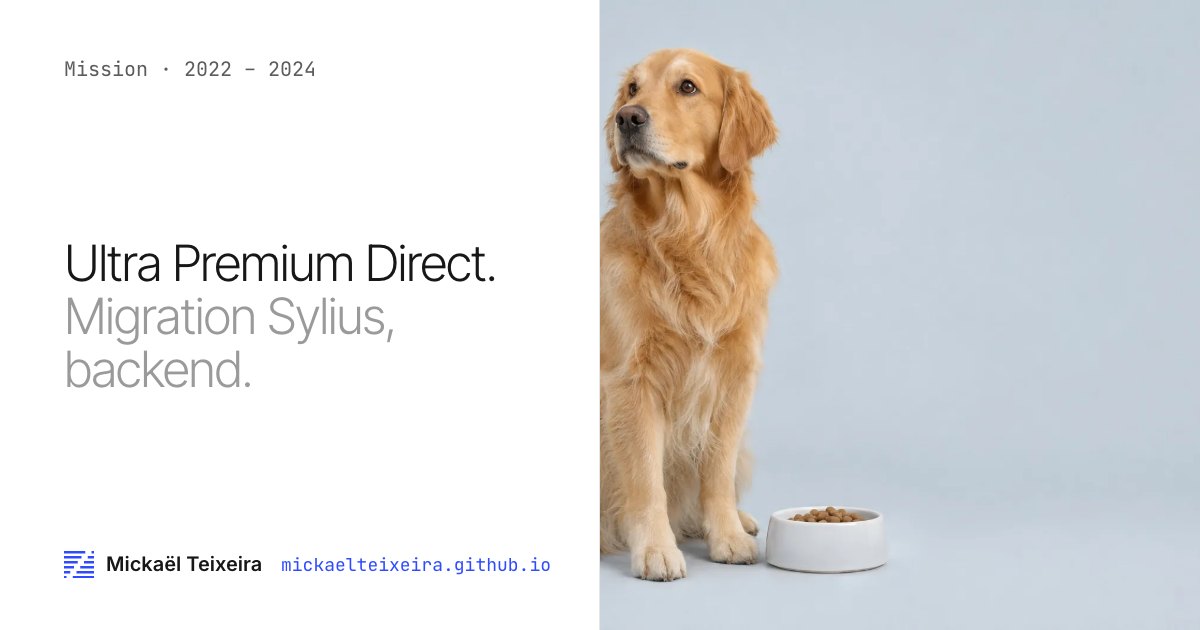 Mission · 2022 – 2024
Ultra Premium Direct.
Migration Sylius,
backend.
Mickaël Teixeira mickaelteixeira.github.io